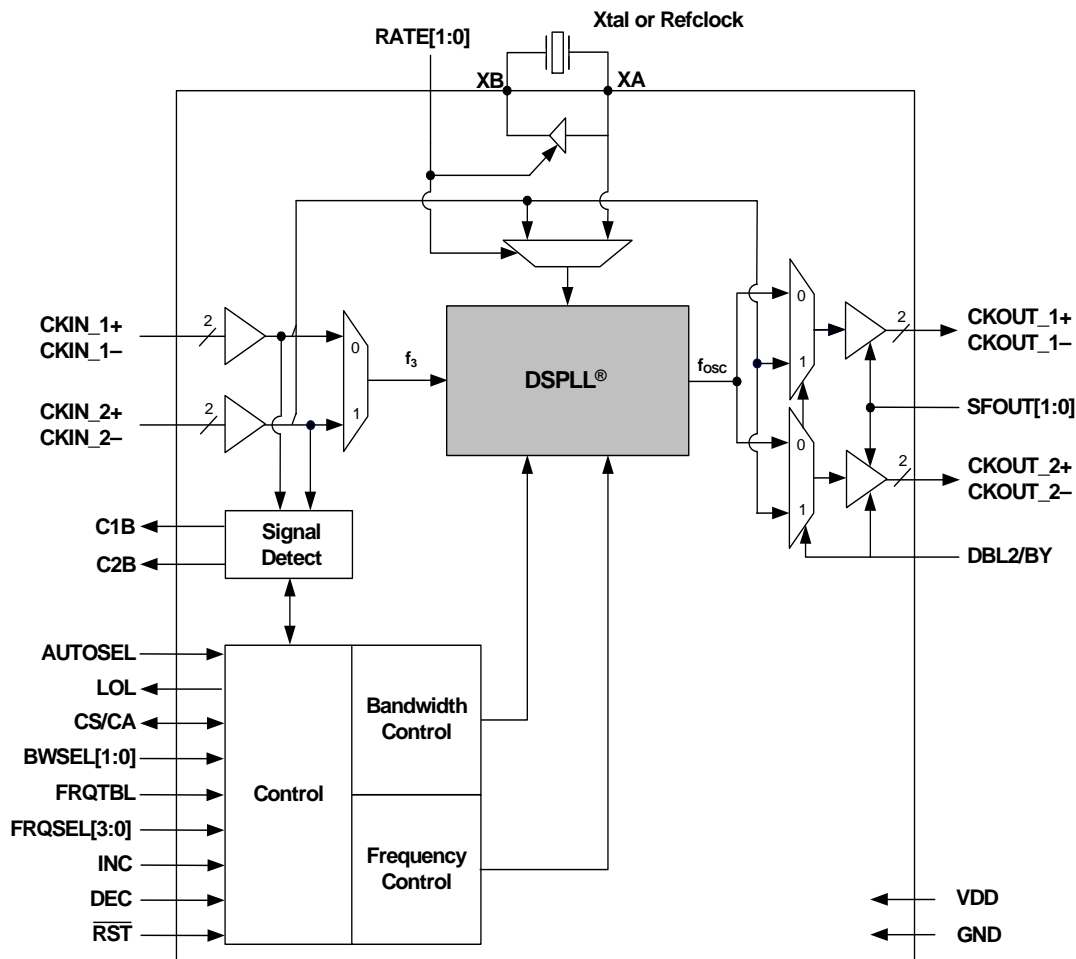 Xtal or Refclock
RATE[1:0]
XB
XA
CKIN_1+
CKIN_1–
2
0
1
f3
DSPLL®
fOSC
0
1
2
CKOUT_1+
CKOUT_1–
SFOUT[1:0]
CKIN_2+
CKIN_2–
2
0
1
2
CKOUT_2+
CKOUT_2–
DBL2/BY
C1B
C2B
Signal
Detect
AUTOSEL
LOL
CS/CA
BWSEL[1:0]
FRQTBL
FRQSEL[3:0]
INC
DEC
RST
Control
Bandwidth
Control
Frequency
Control
VDD
GND